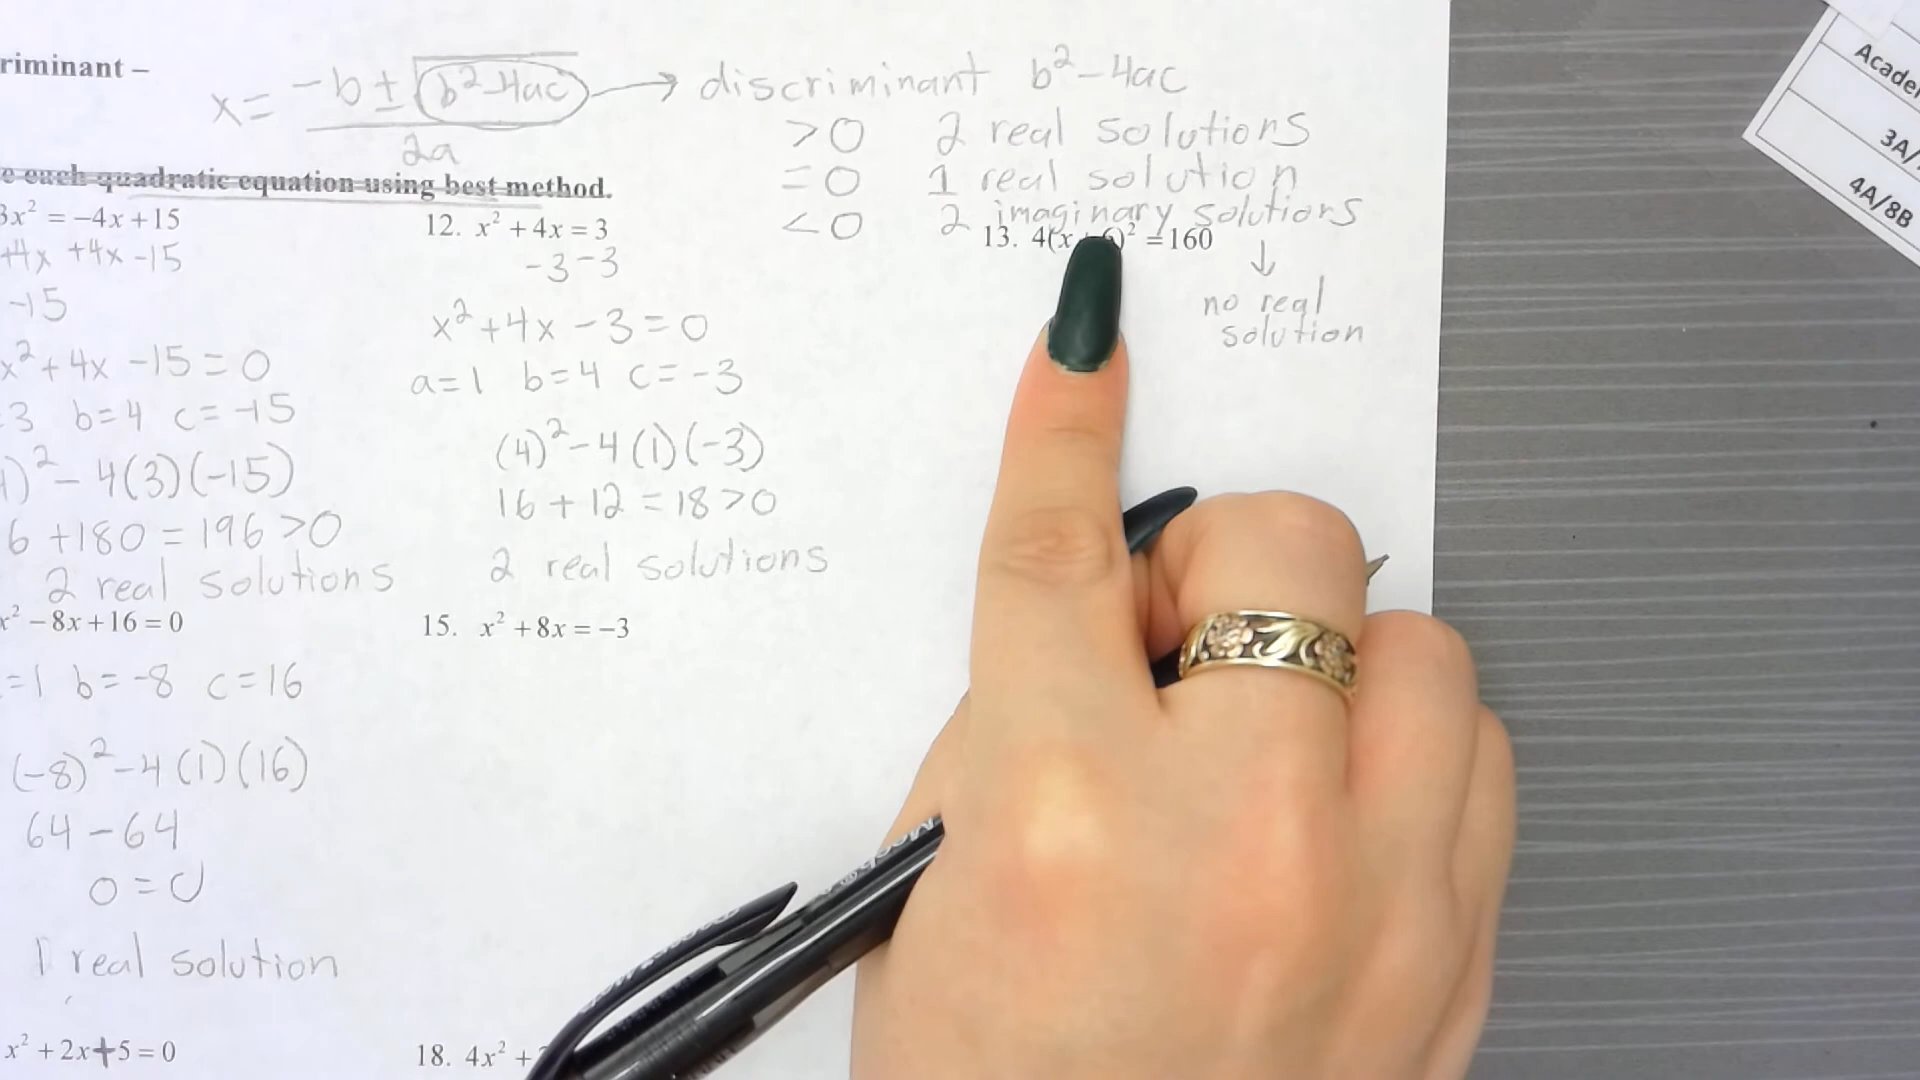 riminant –
x = −b ± √b² − 4ac / 2a → discriminant b² − 4ac
> 0 2 real solutions
= 0 1 real solution
< 0 2 imaginary solutions
↓
no real
solution
e each quadratic equation using best method.
3x² = −4x + 15
+4x +4x −15
−15
x² + 4x − 15 = 0
3 b = 4 c = −15
)² − 4(3)(−15)
6 + 180 = 196 > 0
2 real solutions
12. x² + 4x = 3
−3 −3
x² + 4x − 3 = 0
a = 1 b = 4 c = −3
(4)² − 4(1)(−3)
16 + 12 = 18 > 0
2 real solutions
13. 4(x 6)² = 160
x² − 8x + 16 = 0
= 1 b = −8 c = 16
(−8)² − 4(1)(16)
64 − 64
0 = 0
1 real solution
15. x² + 8x = −3
x² + 2x + 5 = 0
18. 4x² +
Acade
3A/
4A/8B